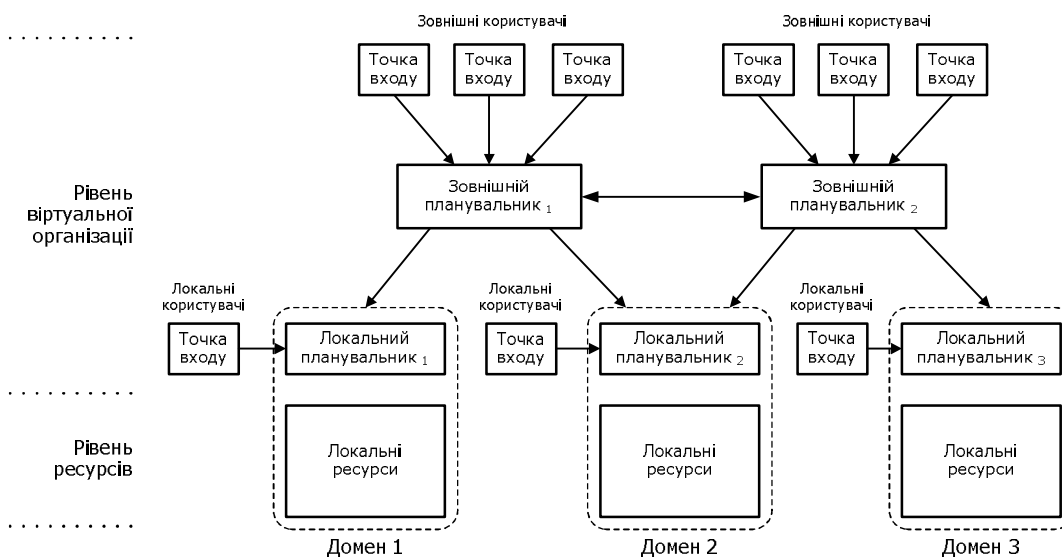 Зовнішні користувачі
Зовнішні користувачі
Точка
входу
Точка
входу
Точка
входу
Точка
входу
Точка
входу
Точка
входу
Рівень
віртуальної
організації
Зовнішній
планувальник 1
Зовнішній
планувальник 2
Локальні
користувачі
Локальні
користувачі
Локальні
користувачі
Точка
входу
Локальний
планувальник 1
Точка
входу
Локальний
планувальник 2
Точка
входу
Локальний
планувальник 3
Рівень
ресурсів
Локальні
ресурси
Локальні
ресурси
Локальні
ресурси
Домен 1
Домен 2
Домен 3